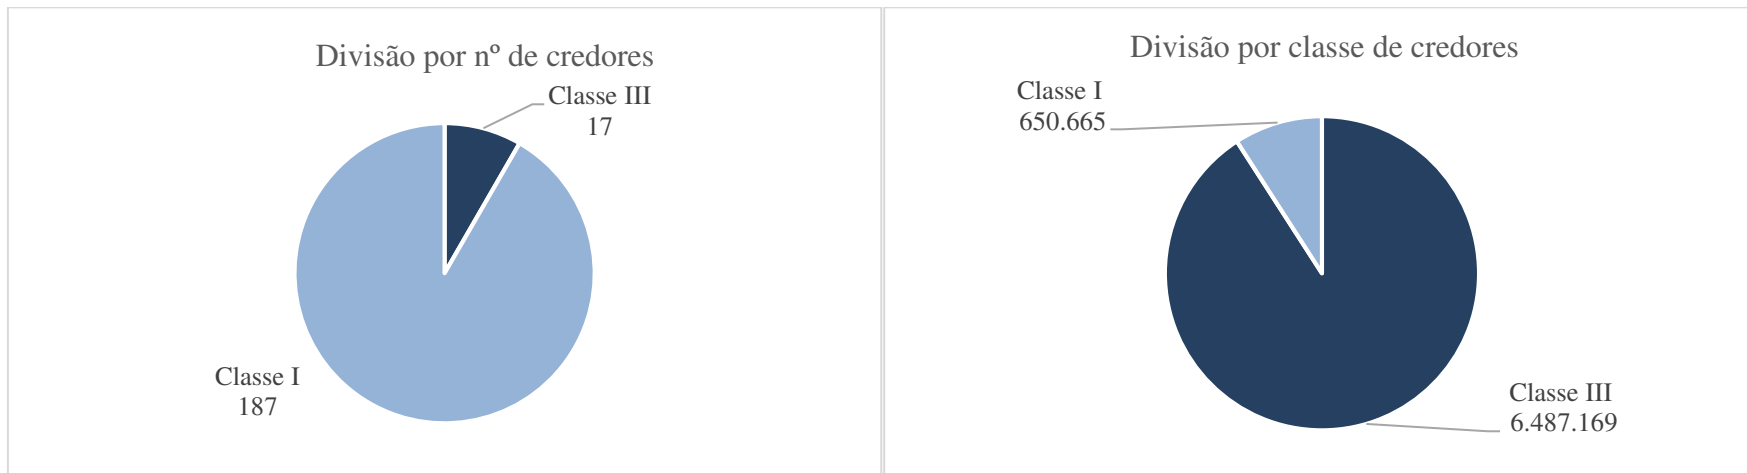 Divisão por nº de credores
Classe III
17
Classe I
187
Divisão por classe de credores
Classe I
650.665
Classe III
6.487.169